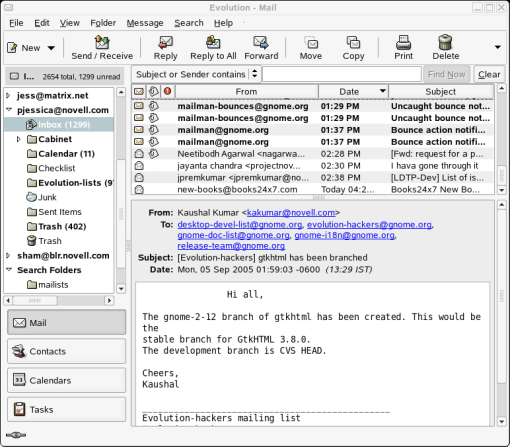 Evolution - Mail
File Edit View Folder Message Search Help
New Send / Receive Reply Reply to All Forward Move Copy Print Delete
I... 2654 total, 1299 unread
Subject or Sender contains Find Now Clear
jess@matrix.net
pjessica@novell.com
Inbox (1299)
Cabinet
Calendar (11)
Checklist
Evolution-lists (9
Junk
Sent Items
Trash (402)
Trash
sham@blr.novell.com
Search Folders
mailists
Mail
Contacts
Calendars
Tasks
From Date Subject
mailman-bounces@gnome.org 01:29 PM Uncaught bounce not...
mailman-bounces@gnome.org 01:29 PM Uncaught bounce not...
mailman@gnome.org 01:37 PM Bounce action notifi...
mailman@gnome.org 01:37 PM Bounce action notifi...
Neetibodh Agarwal <nagarwa... 02:28 PM [Fwd: request for a p...
jayanta chandra <projectnov... 02:30 PM I hava gone through it
jpremkumar <jpremkumar@no... 02:38 PM [LDTP-Dev] List of is...
new-books@books24x7.com Today 04:2... Books24x7 New Bo...
From: Kaushal Kumar <kakumar@novell.com>
To: desktop-devel-list@gnome.org, evolution-hackers@gnome.org,
gnome-doc-list@gnome.org, gnome-i18n@gnome.org,
release-team@gnome.org
Subject: [Evolution-hackers] gtkhtml has been branched
Date: Mon, 05 Sep 2005 01:59:03 -0600 (13:29 IST)
Hi all,
The gnome-2-12 branch of gtkhtml has been created. This would be
the
stable branch for GtkHTML 3.8.0.
The development branch is CVS HEAD.
Cheers,
Kaushal
_______________________________________________
Evolution-hackers mailing list